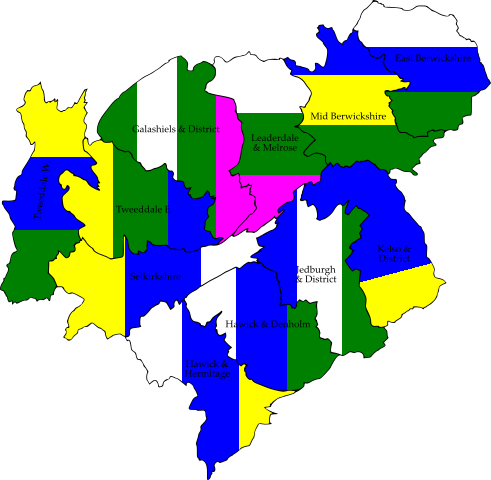 East Berwickshire
Mid Berwickshire
Galashiels & District
Leaderdale
& Melrose
Tweeddale W
Tweeddale E
Kelso &
District
Selkirkshire
Jedburgh
& District
Hawick & Denholm
Hawick &
Hermitage